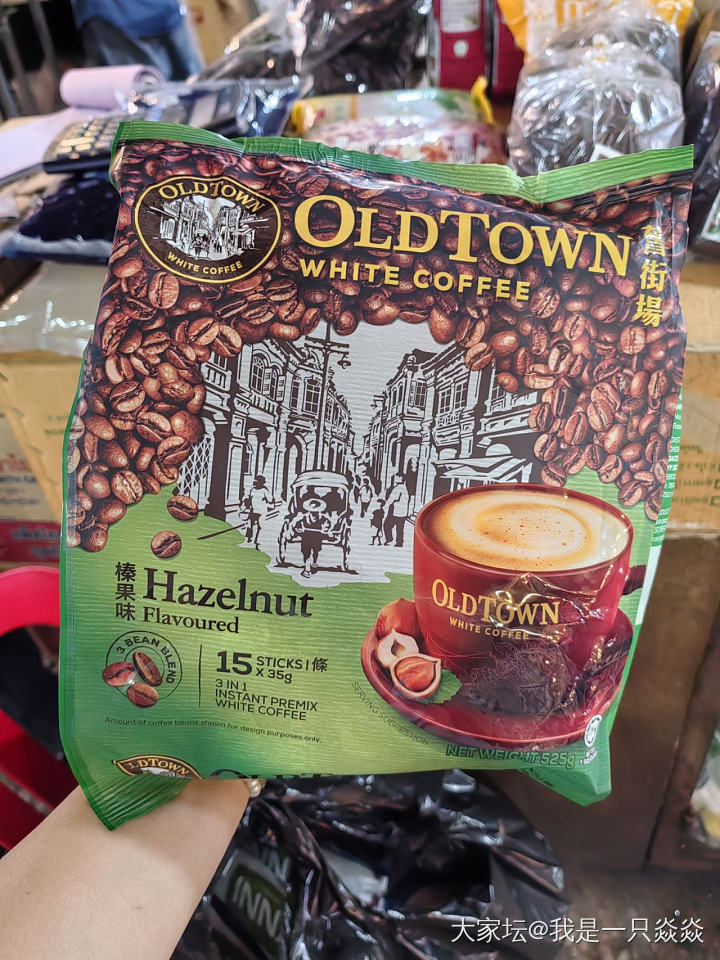 OLDTOWN
WHITE COFFEE
OLDTOWN
WHITE COFFEE
舊街場
榛果味
Hazelnut
Flavoured
3 BEAN BLEND
15 STICKS | 條
X 35g
3 IN 1
INSTANT PREMIX
WHITE COFFEE
Amount of coffee beans shown for design purposes only.
OLDTOWN
WHITE COFFEE
SERVING SUGGESTION
NET WEIGHT 525g
OLDTOWN
INN
大家坛@我是一只焱焱